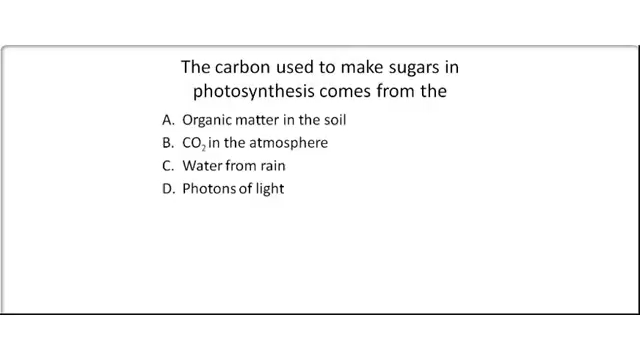 The carbon used to make sugars in
photosynthesis comes from the
A. Organic matter in the soil
B. CO₂ in the atmosphere
C. Water from rain
D. Photons of light